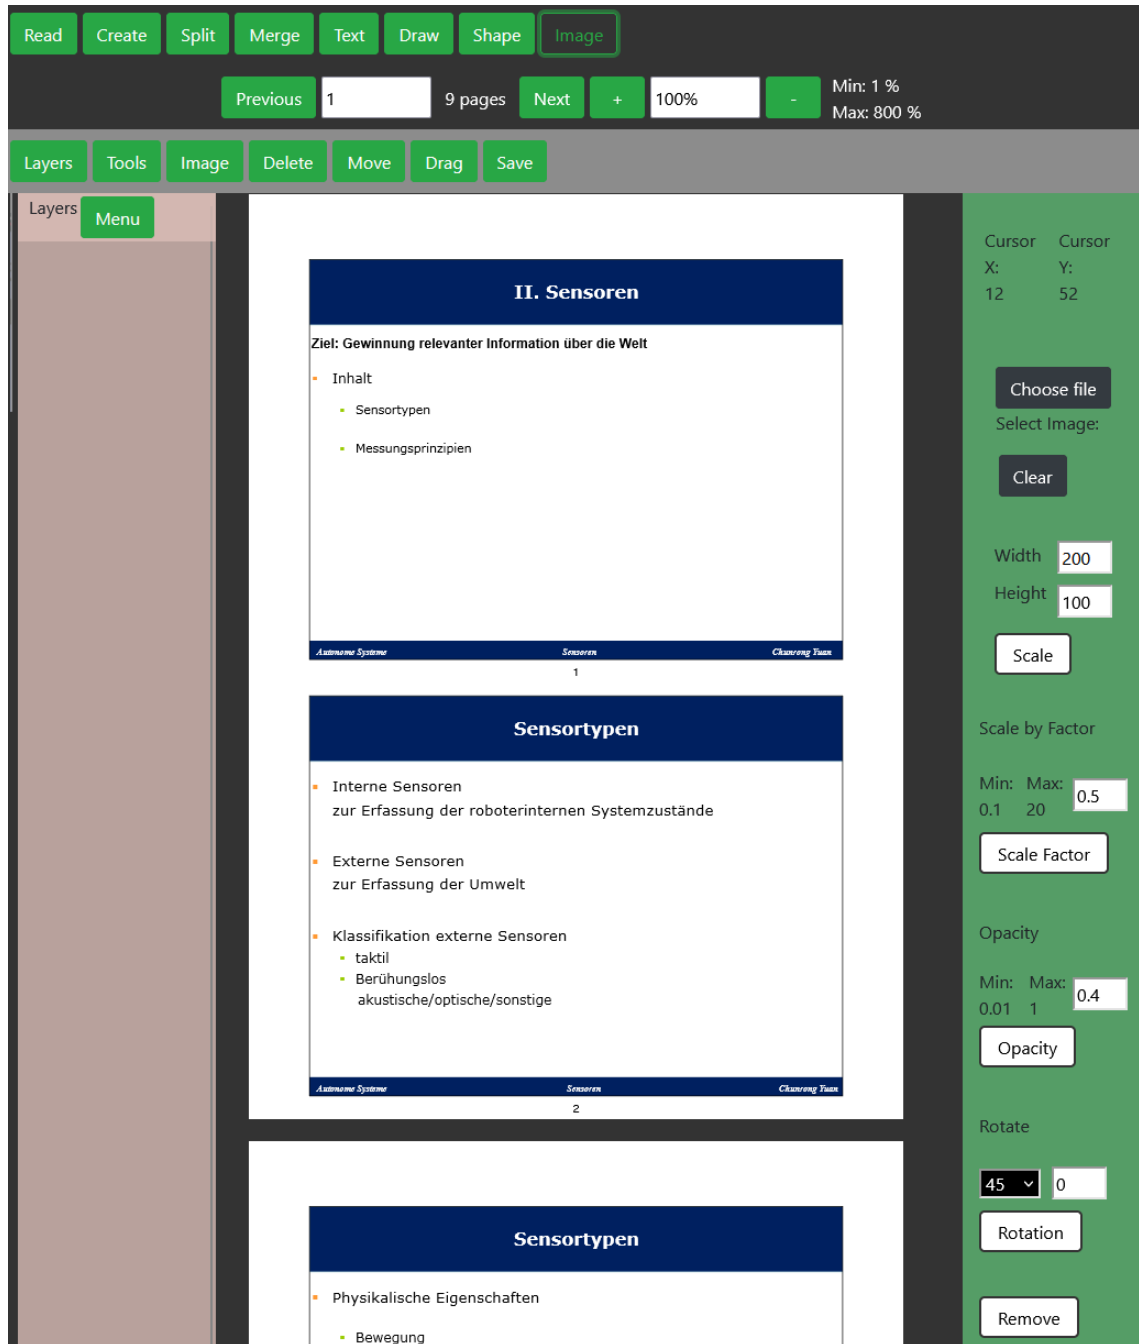 Read Create Split Merge Text Draw Shape Image
Previous 1 9 pages Next + 100% - Min: 1 %
Max: 800 %
Layers Tools Image Delete Move Drag Save
Layers Menu
II. Sensoren
Ziel: Gewinnung relevanter Information über die Welt
Inhalt
Sensortypen
Messungsprinzipien
Autonome Systeme Sensoren Chunrong Yuan
1
Sensortypen
Interne Sensoren
zur Erfassung der roboterinternen Systemzustände
Externe Sensoren
zur Erfassung der Umwelt
Klassifikation externe Sensoren
taktil
Berühungslos
akustische/optische/sonstige
Autonome Systeme Sensoren Chunrong Yuan
2
Sensortypen
Physikalische Eigenschaften
Bewegung
Cursor Cursor
X: Y:
12 52
Choose file
Select Image:
Clear
Width 200
Height 100
Scale
Scale by Factor
Min: Max: 0.5
0.1 20
Scale Factor
Opacity
Min: Max: 0.4
0.01 1
Opacity
Rotate
45 0
Rotation
Remove